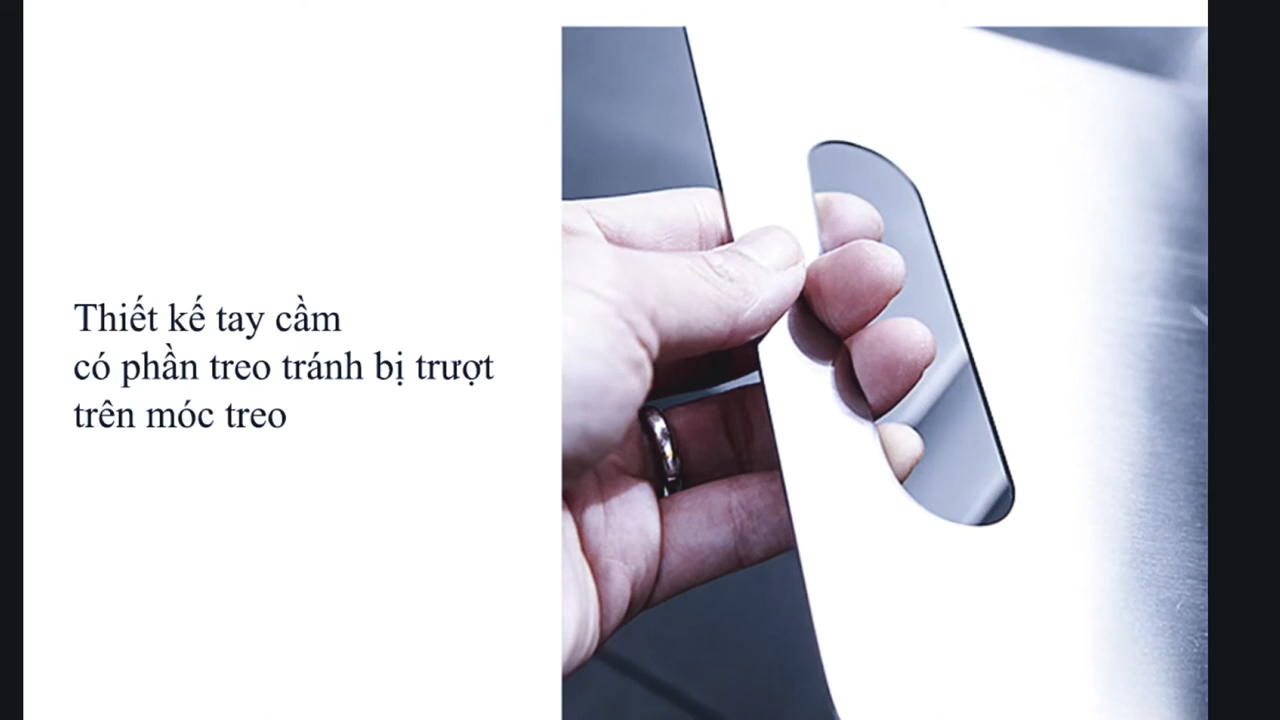 Thiết kế tay cầm
có phần treo tránh bị trượt
trên móc treo